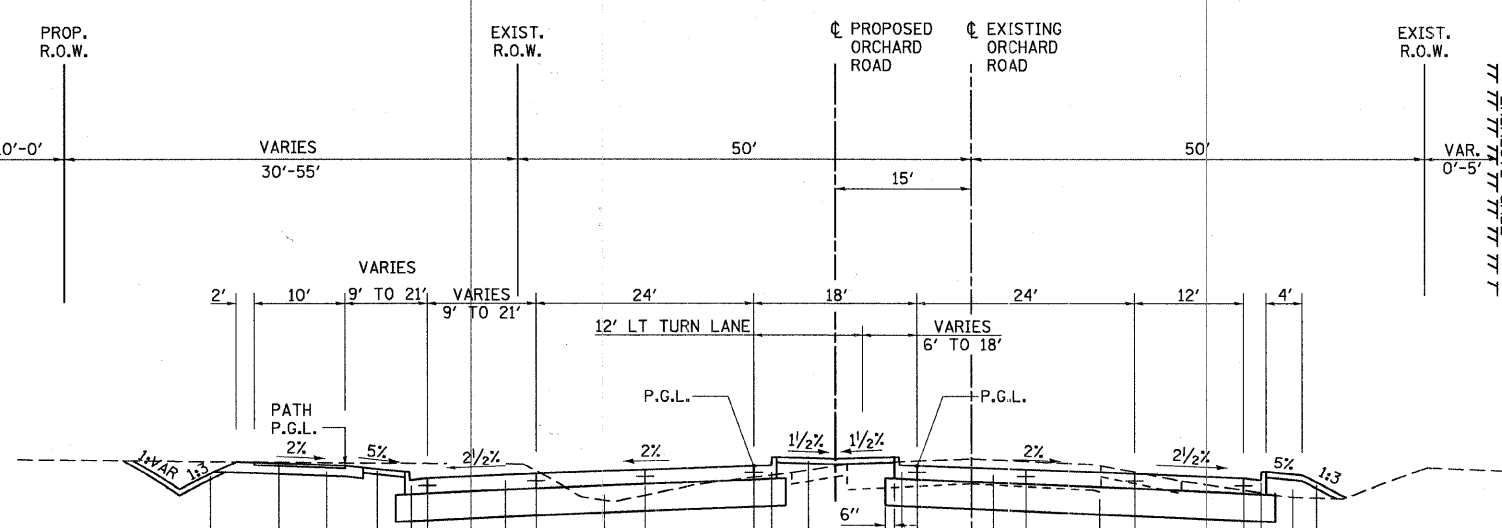 PROP.
R.O.W.
EXIST.
R.O.W.
℄ PROPOSED
ORCHARD
ROAD
℄ EXISTING
ORCHARD
ROAD
EXIST.
R.O.W.
0'-0"
VARIES
30'-55'
50'
50'
VAR.
0'-5'
15'
2'
10'
VARIES
9' TO 21'
VARIES
9' TO 21'
24'
18'
24'
12'
4'
12' LT TURN LANE
VARIES
6' TO 18'
P.G.L.
P.G.L.
PATH
P.G.L.
1:VAR
1:3
2%
5%
2½%
2%
1½%
1½%
2%
2½%
5%
1:3
6"